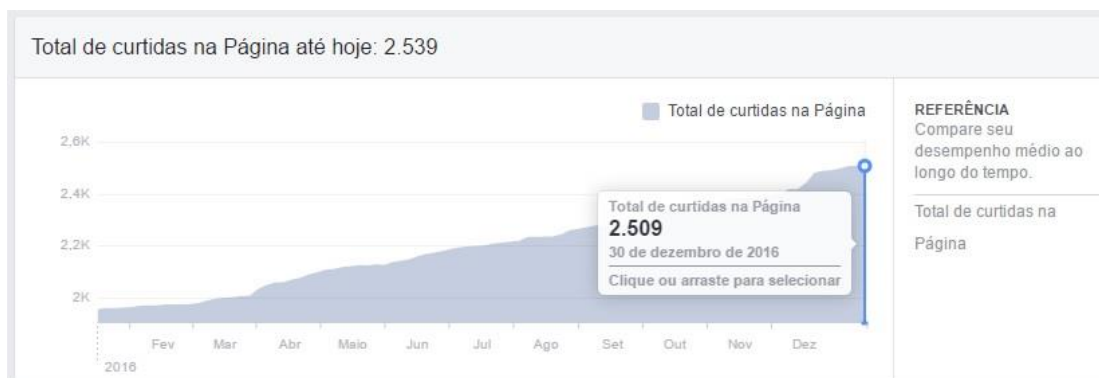 Total de curtidas na Página até hoje: 2.539
Total de curtidas na Página
REFERÊNCIA
Compare seu
desempenho médio ao
longo do tempo.
Total de curtidas na
Página
2,6K
2,4K
2,2K
2K
Total de curtidas na Página
2.509
30 de dezembro de 2016
Clique ou arraste para selecionar
Fev Mar Abr Maio Jun Jul Ago Set Out Nov Dez
2016